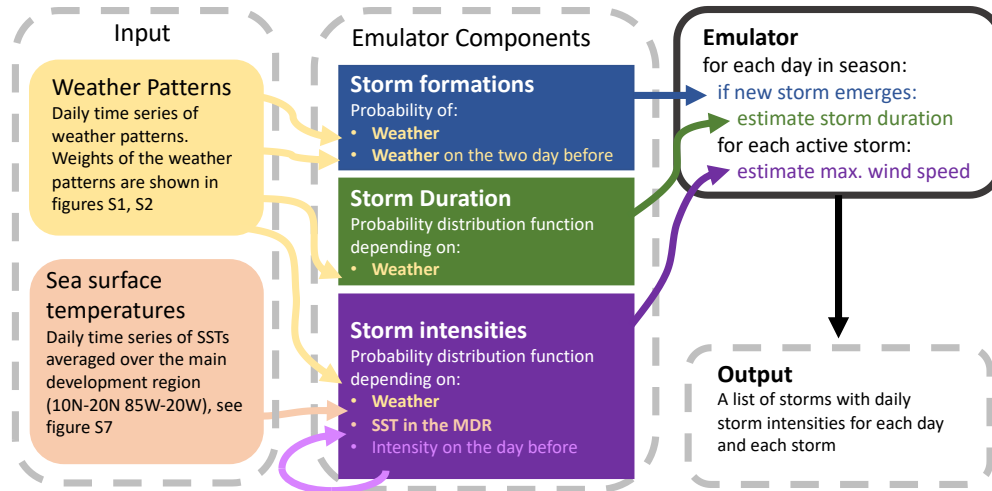 Input
Weather Patterns
Daily time series of
weather patterns.
Weights of the weather
patterns are shown in
figures S1, S2
Sea surface
temperatures
Daily time series of SSTs
averaged over the main
development region
(10N-20N 85W-20W), see
figure S7
Emulator Components
Storm formations
Probability of:
• Weather
• Weather on the two day before
Storm Duration
Probability distribution function
depending on:
• Weather
Storm intensities
Probability distribution function
depending on:
• Weather
• SST in the MDR
• Intensity on the day before
Emulator
for each day in season:
if new storm emerges:
estimate storm duration
for each active storm:
estimate max. wind speed
Output
A list of storms with daily
storm intensities for each day
and each storm